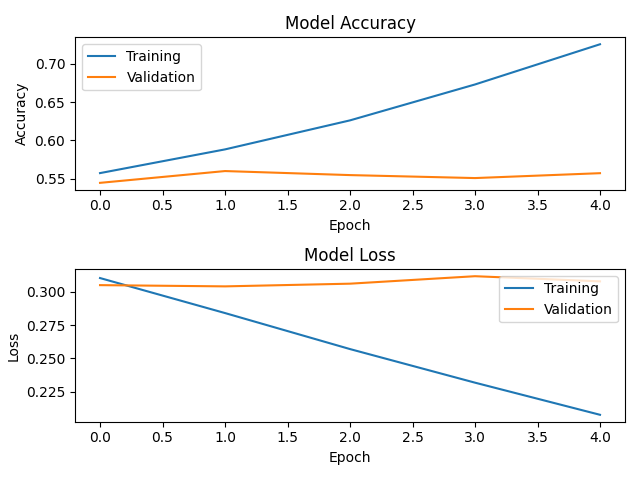 Model Accuracy
Training
Validation
0.70
0.65
0.60
0.55
Accuracy
0.0 0.5 1.0 1.5 2.0 2.5 3.0 3.5 4.0
Epoch
Model Loss
Training
Validation
0.300
0.275
0.250
0.225
Loss
0.0 0.5 1.0 1.5 2.0 2.5 3.0 3.5 4.0
Epoch